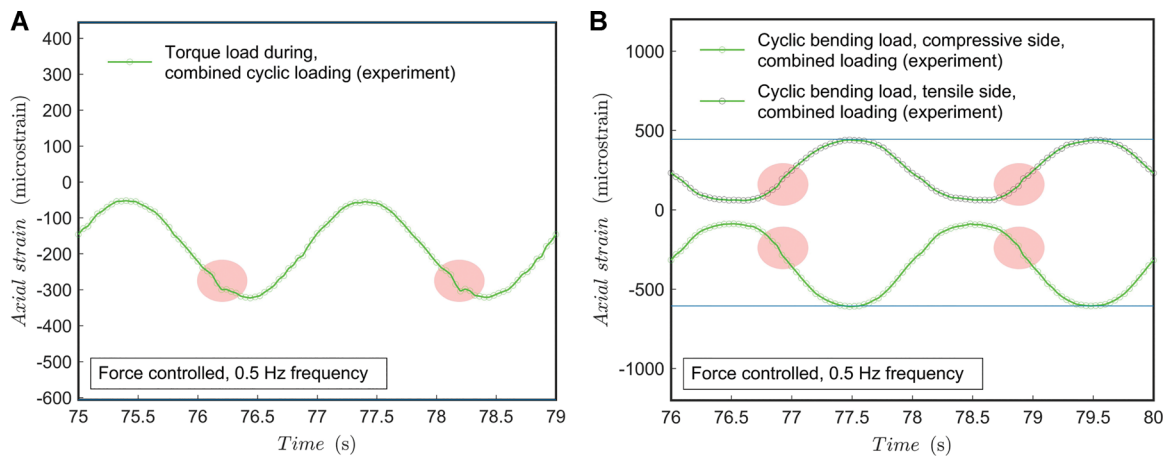 A
400
300
200
100
0
-100
-200
-300
-400
-500
-600
Axial strain (microstrain)
Torque load during,
combined cyclic loading (experiment)
Force controlled, 0.5 Hz frequency
75 75.5 76 76.5 77 77.5 78 78.5 79
Time (s)
B
1000
500
0
-500
-1000
Axial strain (microstrain)
Cyclic bending load, compressive side,
combined loading (experiment)
Cyclic bending load, tensile side,
combined loading (experiment)
Force controlled, 0.5 Hz frequency
76 76.5 77 77.5 78 78.5 79 79.5 80
Time (s)